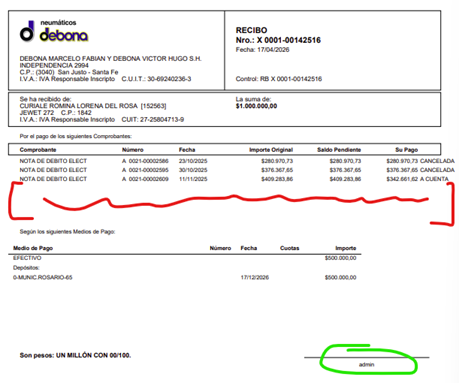 neumáticos
debona
RECIBO
Nro.: X 0001-00142516
Fecha: 17/04/2026
DEBONA MARCELO FABIAN Y DEBONA VICTOR HUGO S.H.
INDEPENDENCIA 2994
C.P.: (3040) San Justo - Santa Fe
I.V.A.: IVA Responsable Inscripto C.U.I.T.: 30-69240236-3
Control: RB X 0001-00142516
Se ha recibido de:
CURIALE ROMINA LORENA DEL ROSA [152563]
JEWET 272 C.P.: 1842
I.V.A.: IVA Responsable Inscripto CUIT: 27-25804713-9
La suma de:
$1.000.000,00
Por el pago de los siguientes Comprobantes:
Comprobante Número Fecha Importe Original Saldo Pendiente Su Pago
NOTA DE DEBITO ELECT A 0021-00002586 23/10/2025 $280.970,73 $280.970,73 $280.970,73 CANCELADA
NOTA DE DEBITO ELECT A 0021-00002595 30/10/2025 $376.367,65 $376.367,65 $376.367,65 CANCELADA
NOTA DE DEBITO ELECT A 0021-00002609 11/11/2025 $409.283,86 $409.283,86 $342.661,62 A CUENTA
Según los siguientes Medios de Pago:
Medio de Pago Número Fecha Cuotas Importe
EFECTIVO $500.000,00
Depósitos:
0-MUNIC.ROSARIO-65 17/12/2026 $500.000,00
Son pesos: UN MILLÓN CON 00/100.
admin